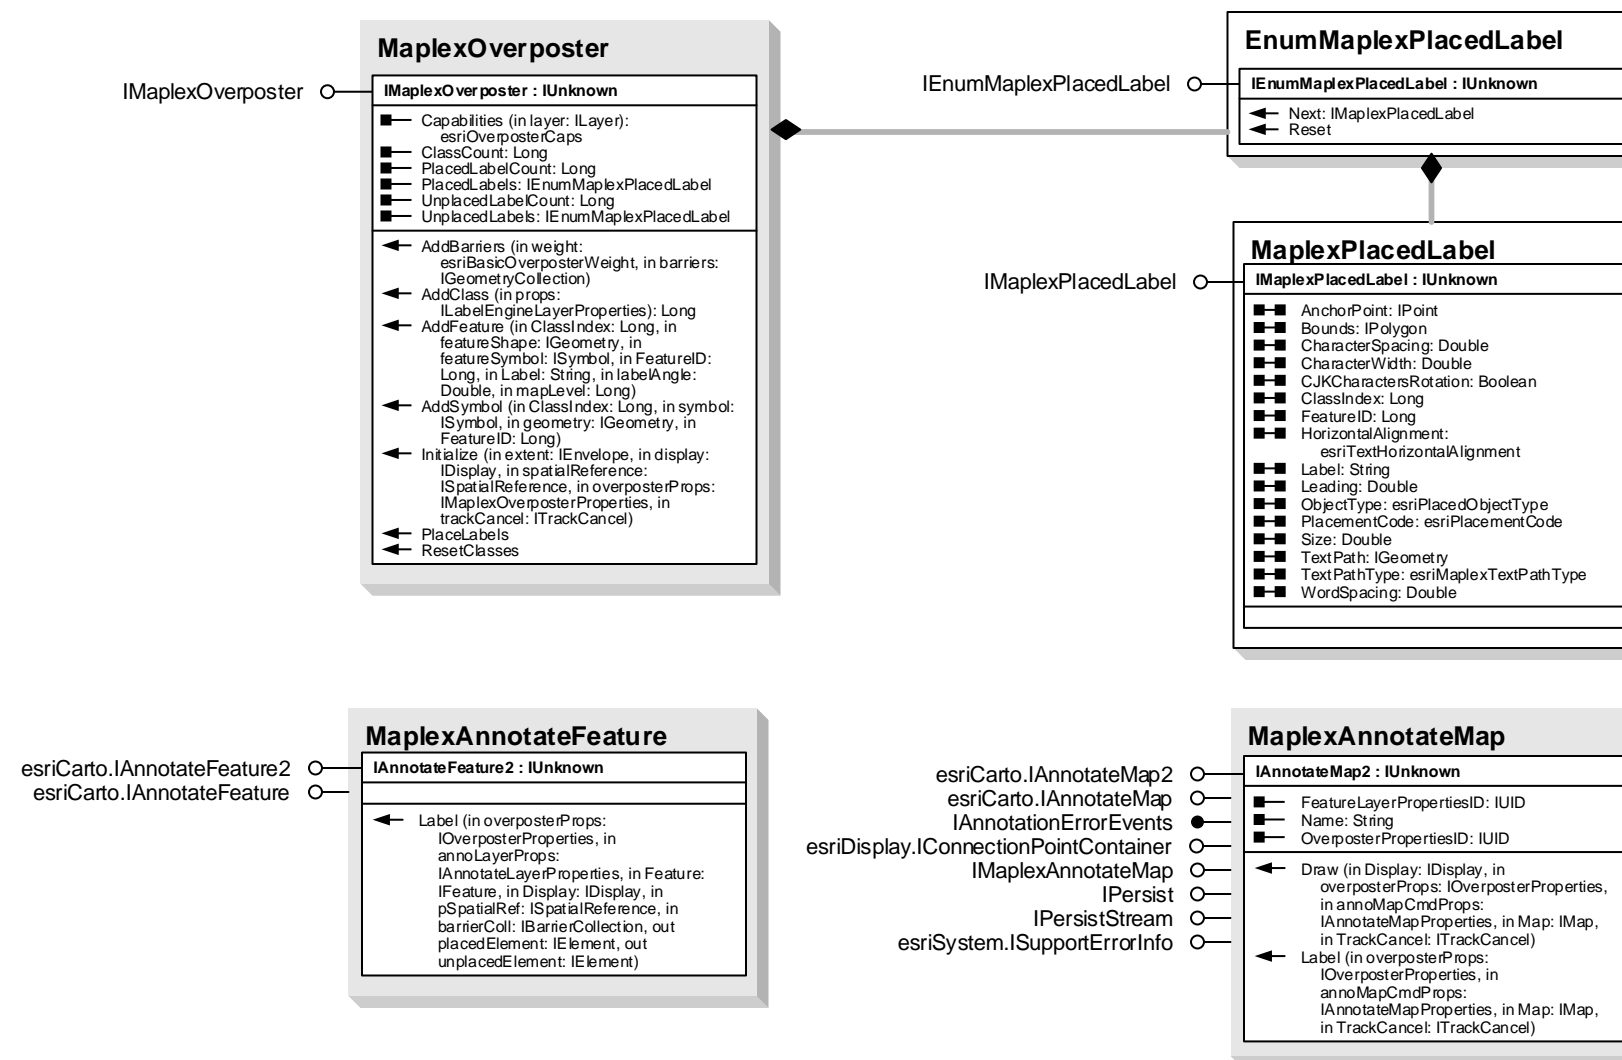 MaplexOverposter
IMaplexOverposter
IMaplexOverposter : IUnknown
Capabilities (in layer: ILayer):
esriOverposterCaps
ClassCount: Long
PlacedLabelCount: Long
PlacedLabels: IEnumMaplexPlacedLabel
UnplacedLabelCount: Long
UnplacedLabels: IEnumMaplexPlacedLabel
AddBarriers (in weight:
esriBasicOverposterWeight, in barriers:
IGeometryCollection)
AddClass (in props:
ILabelEngineLayerProperties): Long
AddFeature (in ClassIndex: Long, in
featureShape: IGeometry, in
featureSymbol: ISymbol, in FeatureID:
Long, in Label: String, in labelAngle:
Double, in mapLevel: Long)
AddSymbol (in ClassIndex: Long, in symbol:
ISymbol, in geometry: IGeometry, in
FeatureID: Long)
Initialize (in extent: IEnvelope, in display:
IDisplay, in spatialReference:
ISpatialReference, in overposterProps:
IMaplexOverposterProperties, in
trackCancel: ITrackCancel)
PlaceLabels
ResetClasses
EnumMaplexPlacedLabel
IEnumMaplexPlacedLabel
IEnumMaplexPlacedLabel : IUnknown
Next: IMaplexPlacedLabel
Reset
MaplexPlacedLabel
IMaplexPlacedLabel
IMaplexPlacedLabel : IUnknown
AnchorPoint: IPoint
Bounds: IPolygon
CharacterSpacing: Double
CharacterWidth: Double
CJKCharactersRotation: Boolean
ClassIndex: Long
FeatureID: Long
HorizontalAlignment:
esriTextHorizontalAlignment
Label: String
Leading: Double
ObjectType: esriPlacedObjectType
PlacementCode: esriPlacementCode
Size: Double
TextPath: IGeometry
TextPathType: esriMaplexTextPathType
WordSpacing: Double
MaplexAnnotateFeature
esriCarto.IAnnotateFeature2
esriCarto.IAnnotateFeature
IAnnotateFeature2 : IUnknown
Label (in overposterProps:
IOverposterProperties, in
annoLayerProps:
IAnnotateLayerProperties, in Feature:
IFeature, in Display: IDisplay, in
pSpatialRef: ISpatialReference, in
barrierColl: IBarrierCollection, out
placedElement: IElement, out
unplacedElement: IElement)
MaplexAnnotateMap
esriCarto.IAnnotateMap2
esriCarto.IAnnotateMap
IAnnotationErrorEvents
esriDisplay.IConnectionPointContainer
IMaplexAnnotateMap
IPersist
IPersistStream
esriSystem.ISupportErrorInfo
IAnnotateMap2 : IUnknown
FeatureLayerPropertiesID: IUID
Name: String
OverposterPropertiesID: IUID
Draw (in Display: IDisplay, in
overposterProps: IOverposterProperties,
in annoMapCmdProps:
IAnnotateMapProperties, in Map: IMap,
in TrackCancel: ITrackCancel)
Label (in overposterProps:
IOverposterProperties, in
annoMapCmdProps:
IAnnotateMapProperties, in Map: IMap,
in TrackCancel: ITrackCancel)